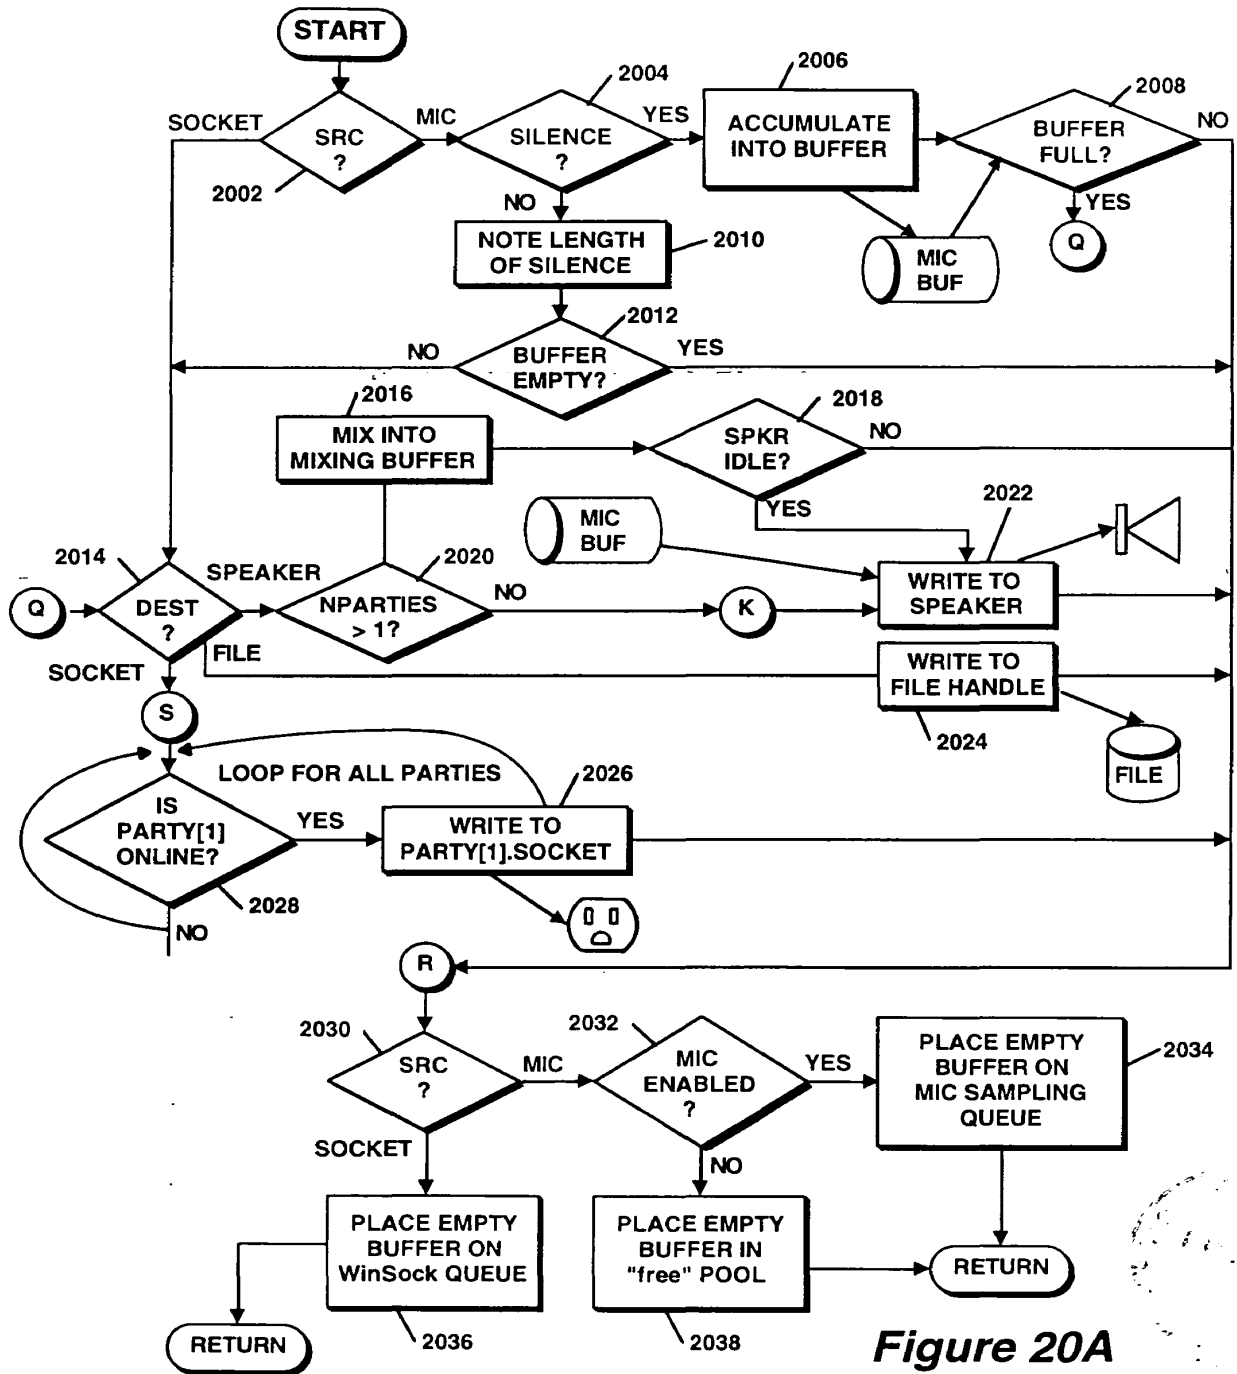 START
SRC
?
2002
SOCKET
MIC
SILENCE
?
2004
YES
NO
ACCUMULATE
INTO BUFFER
2006
BUFFER
FULL?
2008
NO
YES
Q
MIC
BUF
NOTE LENGTH
OF SILENCE
2010
BUFFER
EMPTY?
2012
NO
YES
2016
MIX INTO
MIXING BUFFER
SPKR
IDLE?
2018
NO
YES
MIC
BUF
2022
WRITE TO
SPEAKER
2014
Q
DEST
?
SPEAKER
NPARTIES
> 1?
2020
NO
K
FILE
WRITE TO
FILE HANDLE
2024
FILE
SOCKET
S
LOOP FOR ALL PARTIES
IS
PARTY[1]
ONLINE?
2028
YES
NO
WRITE TO
PARTY[1].SOCKET
2026
R
SRC
?
2030
MIC
SOCKET
MIC
ENABLED
?
2032
YES
NO
PLACE EMPTY
BUFFER ON
MIC SAMPLING
QUEUE
2034
PLACE EMPTY
BUFFER ON
WinSock QUEUE
2036
PLACE EMPTY
BUFFER IN
"free" POOL
2038
RETURN
RETURN
Figure 20A